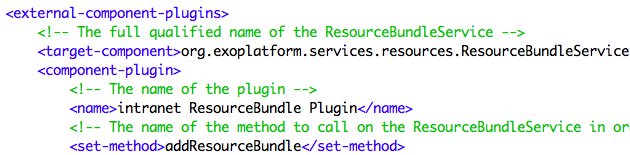 <external-component-plugins>
<!-- The full qualified name of the ResourceBundleService -->
<target-component>org.exoplatform.services.resources.ResourceBundleService
<component-plugin>
<!-- The name of the plugin -->
<name>intranet ResourceBundle Plugin</name>
<!-- The name of the method to call on the ResourceBundleService in or
<set-method>addResourceBundle</set-method>